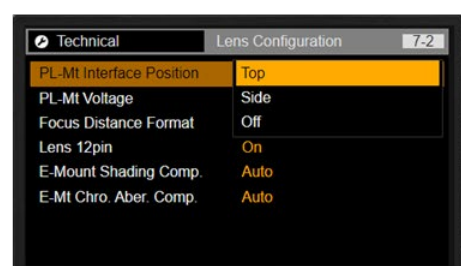 Technical Lens Configuration 7-2
PL-Mt Interface Position Top
PL-Mt Voltage Side
Focus Distance Format Off
Lens 12pin On
E-Mount Shading Comp. Auto
E-Mt Chro. Aber. Comp. Auto